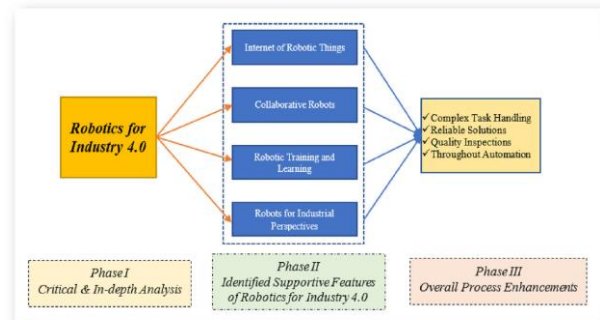 Internet of Robotic Things
Collaborative Robots
Robotics for
Industry 4.0
Robotic Training and
Learning
Robots for Industrial
Perspectives
✓Complex Task Handling
✓Reliable Solutions
✓Quality Inspections
✓Throughout Automation
Phase I
Critical & In-depth Analysis
Phase II
Identified Supportive Features
of Robotics for Industry 4.0
Phase III
Overall Process Enhancements